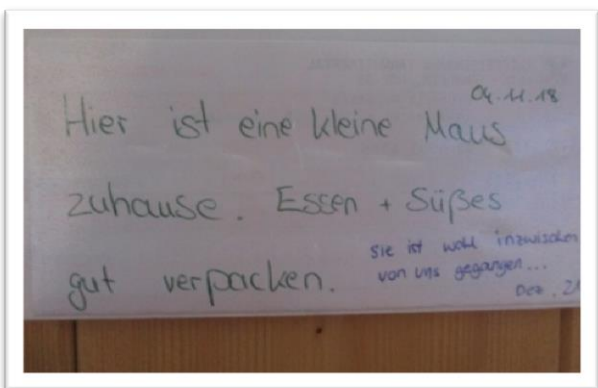 04.11.18
Hier ist eine kleine Maus
zuhause. Essen + Süßes
gut verpacken.
sie ist wohl inzwischen
von uns gegangen...
Dez.